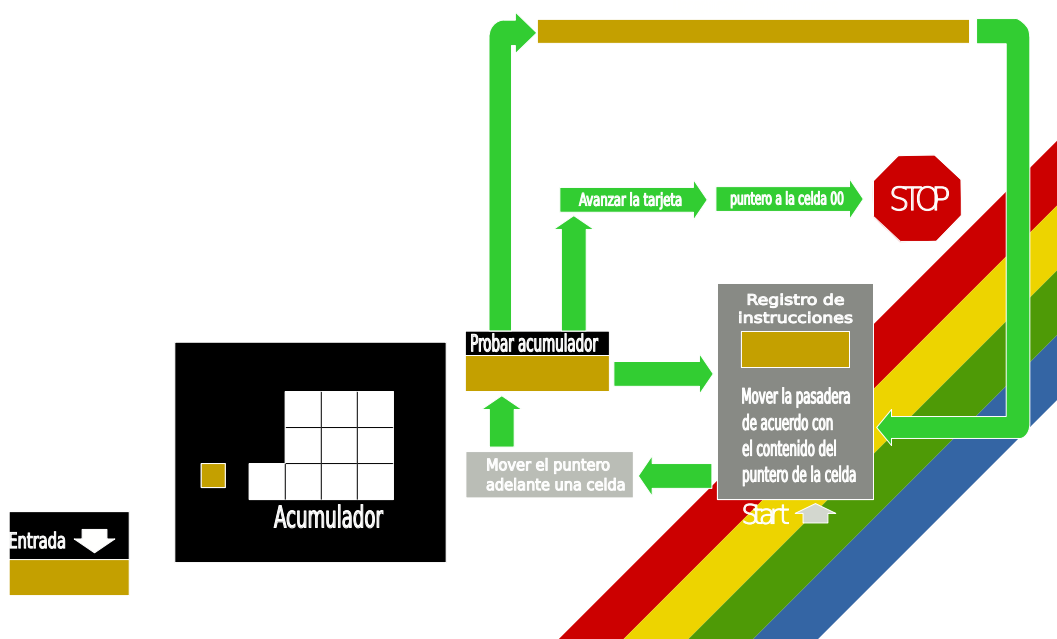 Avanzar la tarjeta
puntero a la celda 00
STOP
Registro de
instrucciones
Mover la pasadera
de acuerdo con
el contenido del
puntero de la celda
Start
Probar acumulador
Mover el puntero
adelante una celda
Acumulador
Entrada